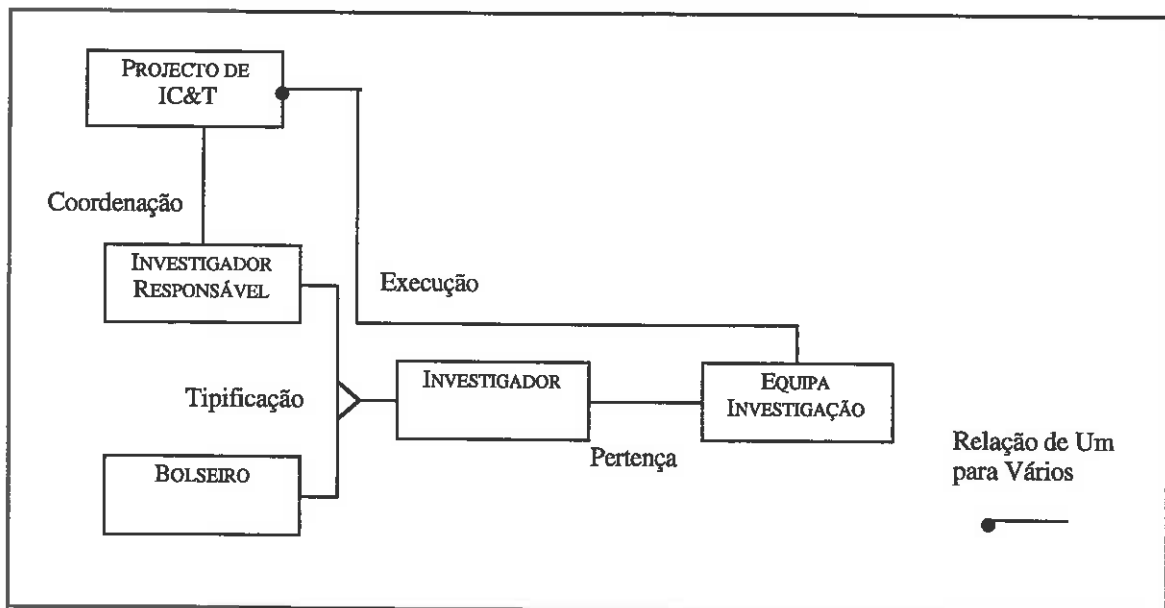 PROJECTO DE
IC&T
Coordenação
INVESTIGADOR
RESPONSÁVEL
Execução
Tipificação
INVESTIGADOR
EQUIPA
INVESTIGAÇÃO
Pertença
BOLSEIRO
Relação de Um
para Vários